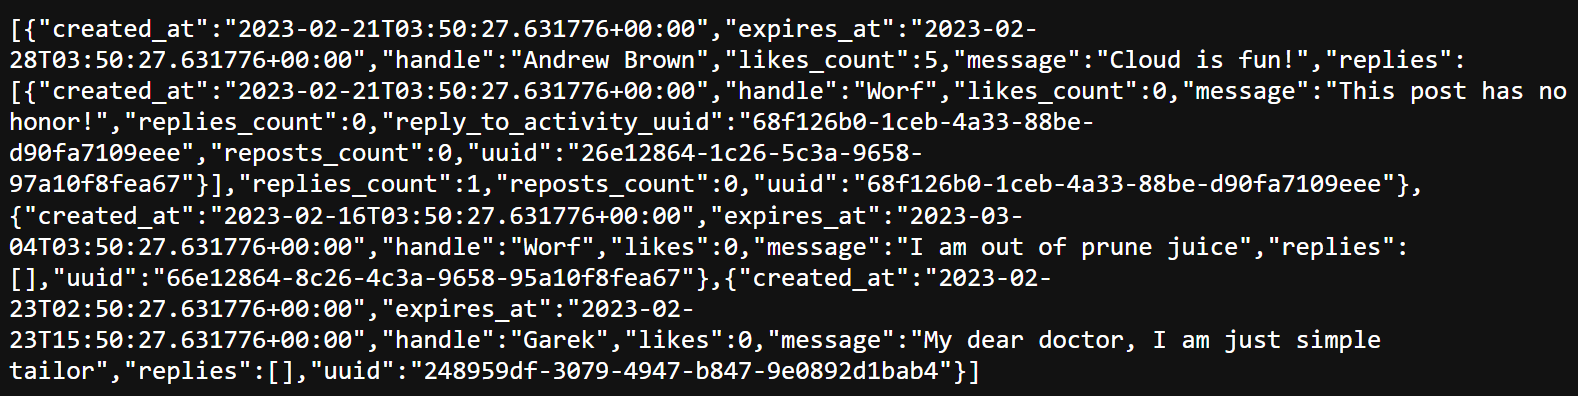 [{"created_at":"2023-02-21T03:50:27.631776+00:00","expires_at":"2023-02-
28T03:50:27.631776+00:00","handle":"Andrew Brown","likes_count":5,"message":"Cloud is fun!","replies":
[{"created_at":"2023-02-21T03:50:27.631776+00:00","handle":"Worf","likes_count":0,"message":"This post has no
honor!","replies_count":0,"reply_to_activity_uuid":"68f126b0-1ceb-4a33-88be-
d90fa7109eee","reposts_count":0,"uuid":"26e12864-1c26-5c3a-9658-
97a10f8fea67"}],"replies_count":1,"reposts_count":0,"uuid":"68f126b0-1ceb-4a33-88be-d90fa7109eee"},
{"created_at":"2023-02-16T03:50:27.631776+00:00","expires_at":"2023-03-
04T03:50:27.631776+00:00","handle":"Worf","likes":0,"message":"I am out of prune juice","replies":
[],"uuid":"66e12864-8c26-4c3a-9658-95a10f8fea67"},{"created_at":"2023-02-
23T02:50:27.631776+00:00","expires_at":"2023-02-
23T15:50:27.631776+00:00","handle":"Garek","likes":0,"message":"My dear doctor, I am just simple
tailor","replies":[],"uuid":"248959df-3079-4947-b847-9e0892d1bab4"}]